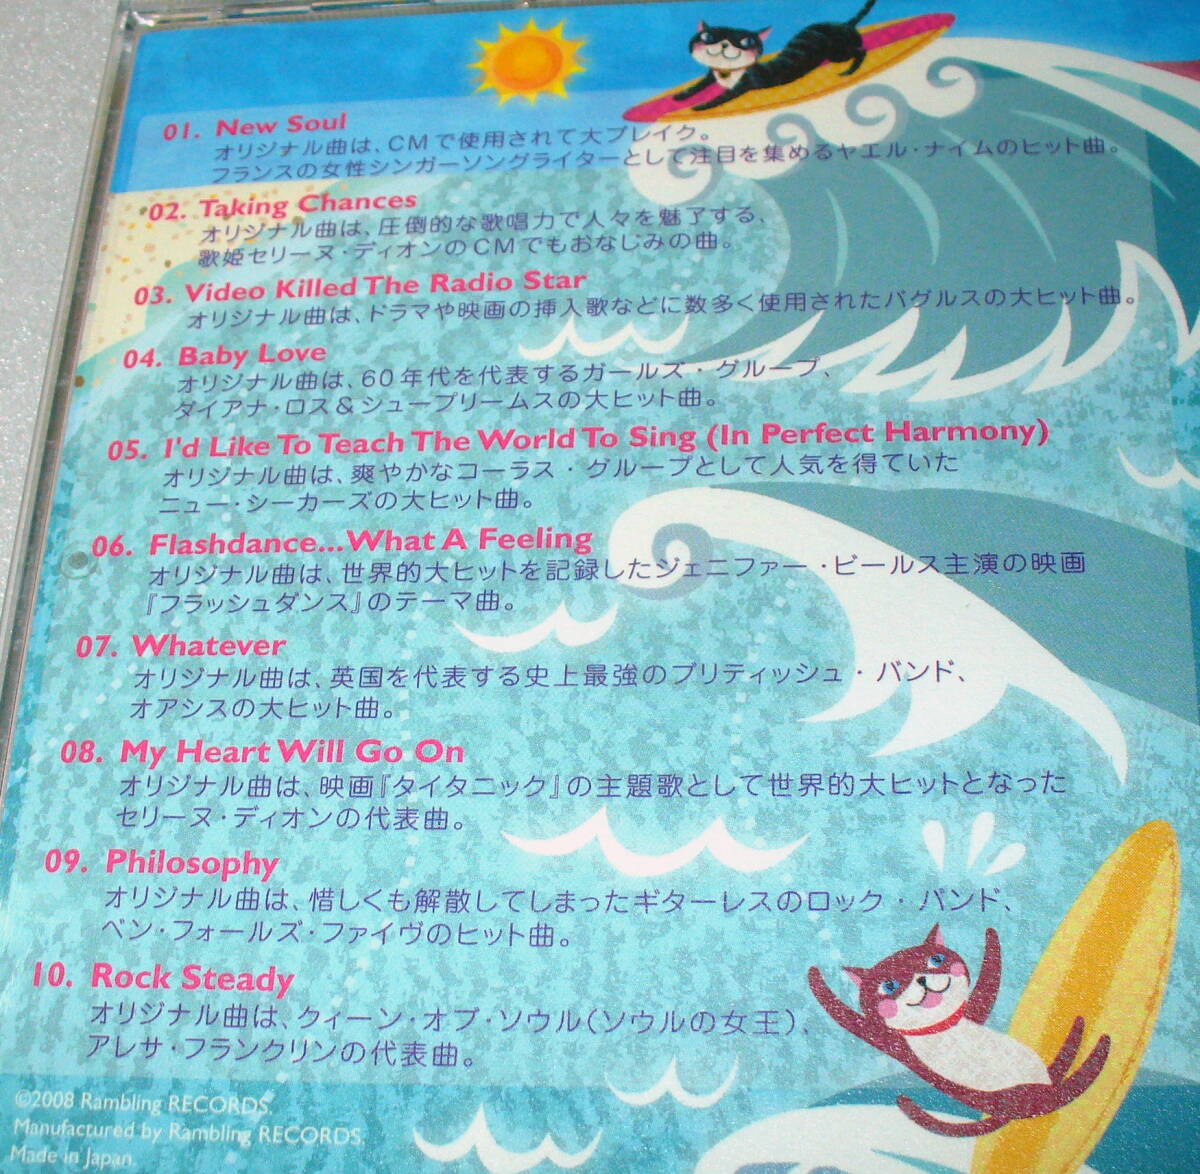 01. New Soul
オリジナル曲は、CMで使用されて大ブレイク。
フランスの女性シンガーソングライターとして注目を集めるヤエル・ナイムのヒット曲。
02. Taking Chances
オリジナル曲は、圧倒的な歌唱力で人々を魅了する、
歌姫セリーヌ・ディオンのCMでもおなじみの曲。
03. Video Killed The Radio Star
オリジナル曲は、ドラマや映画の挿入歌などに数多く使用されたバグルスの大ヒット曲。
04. Baby Love
オリジナル曲は、60年代を代表するガールズ・グループ、
ダイアナ・ロス&シュープリームスの大ヒット曲。
05. I'd Like To Teach The World To Sing (In Perfect Harmony)
オリジナル曲は、爽やかなコーラス・グループとして人気を得ていた
ニュー・シーカーズの大ヒット曲。
06. Flashdance...What A Feeling
オリジナル曲は、世界的大ヒットを記録したジェニファー・ビールス主演の映画
『フラッシュダンス』のテーマ曲。
07. Whatever
オリジナル曲は、英国を代表する史上最強のブリティッシュ・バンド、
オアシスの大ヒット曲。
08. My Heart Will Go On
オリジナル曲は、映画『タイタニック』の主題歌として世界的大ヒットとなった
セリーヌ・ディオンの代表曲。
09. Philosophy
オリジナル曲は、惜しくも解散してしまったギターレスのロック・バンド、
ベン・フォールズ・ファイヴのヒット曲。
10. Rock Steady
オリジナル曲は、クィーン・オブ・ソウル(ソウルの女王)、
アレサ・フランクリンの代表曲。
©2008 Rambling RECORDS.
Manufactured by Rambling RECORDS.
Made in Japan.